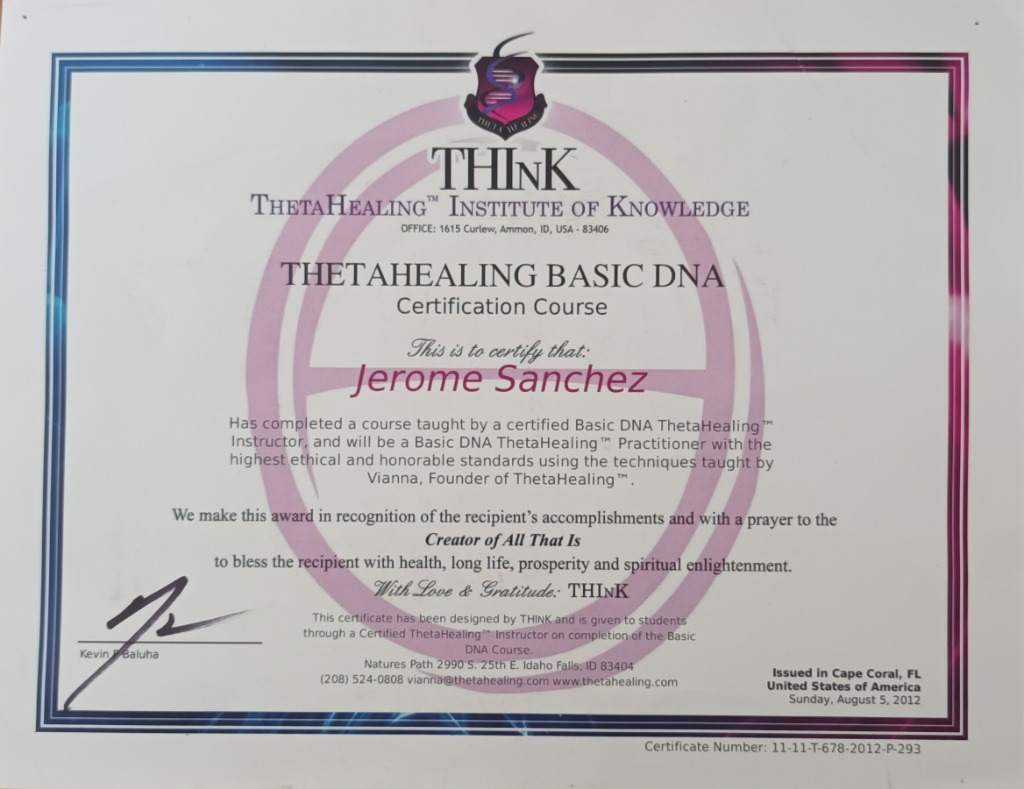 THETA HEALING
THInK
ThetaHealing™ Institute of Knowledge
OFFICE: 1615 Curlew, Ammon, ID, USA - 83406
THETAHEALING BASIC DNA
Certification Course
This is to certify that:
Jerome Sanchez
Has completed a course taught by a certified Basic DNA ThetaHealing™
Instructor, and will be a Basic DNA ThetaHealing™ Practitioner with the
highest ethical and honorable standards using the techniques taught by
Vianna, Founder of ThetaHealing™.
We make this award in recognition of the recipient's accomplishments and with a prayer to the
Creator of All That Is
to bless the recipient with health, long life, prosperity and spiritual enlightenment.
With Love & Gratitude: THInK
This certificate has been designed by THINK and is given to students
through a Certified ThetaHealing™ Instructor on completion of the Basic
DNA Course.
Natures Path 2990 S. 25th E. Idaho Falls, ID 83404
(208) 524-0808 vianna@thetahealing.com www.thetahealing.com
Kevin Baluha
Issued in Cape Coral, FL
United States of America
Sunday, August 5, 2012
Certificate Number: 11-11-T-678-2012-P-293